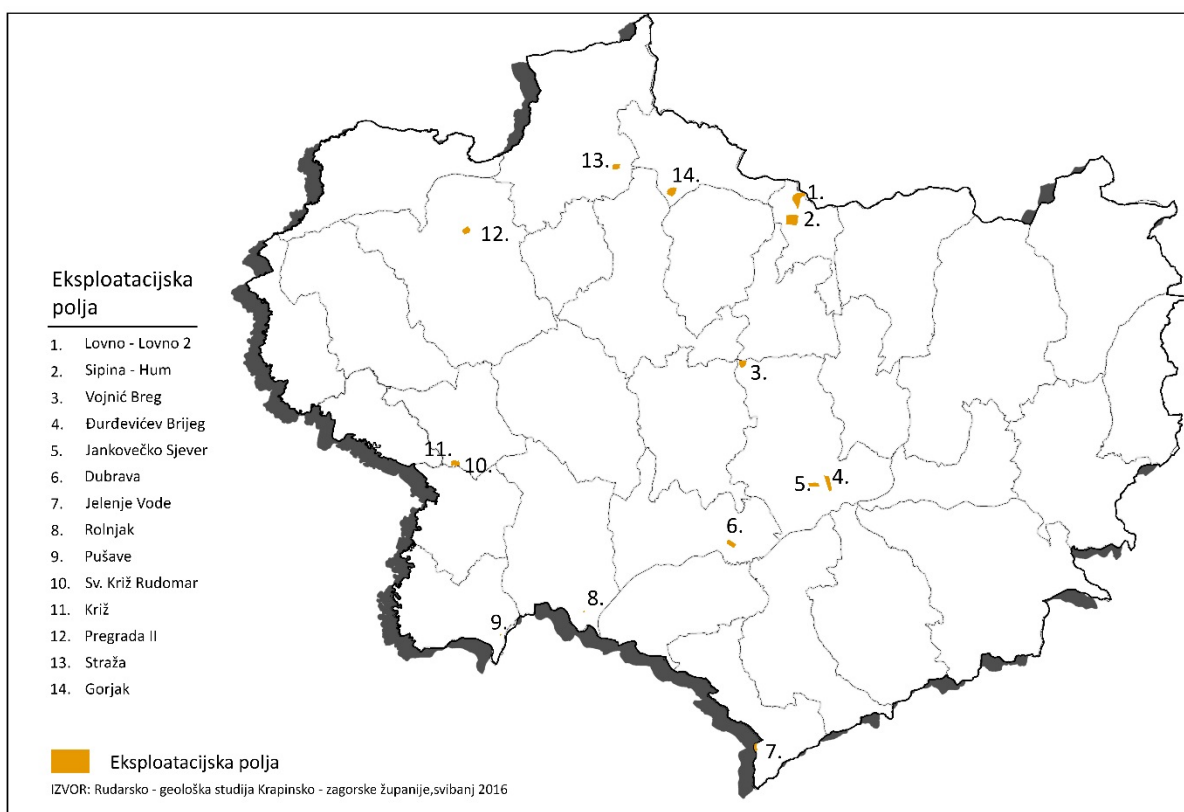 13.
14.
1.
2.
12.
3.
11.
10.
5.
4.
6.
8.
9.
7.
Eksploatacijska
polja
1. Lovno - Lovno 2
2 Sipina - Hum
3 Vojnić Breg
4 Đurđevićev Brijeg
5 Jankovečko Sjever
6 Dubrava
7 Jelenje Vode
8 Rolnjak
9 Pušave
10 Sv. Križ Rudomar
11 Križ
12 Pregrada II
13 Straža
14. Gorjak
Eksploatacijska polja
IZVOR: Rudarsko - geološka studija Krapinsko - zagorske županije,svibanj 2016